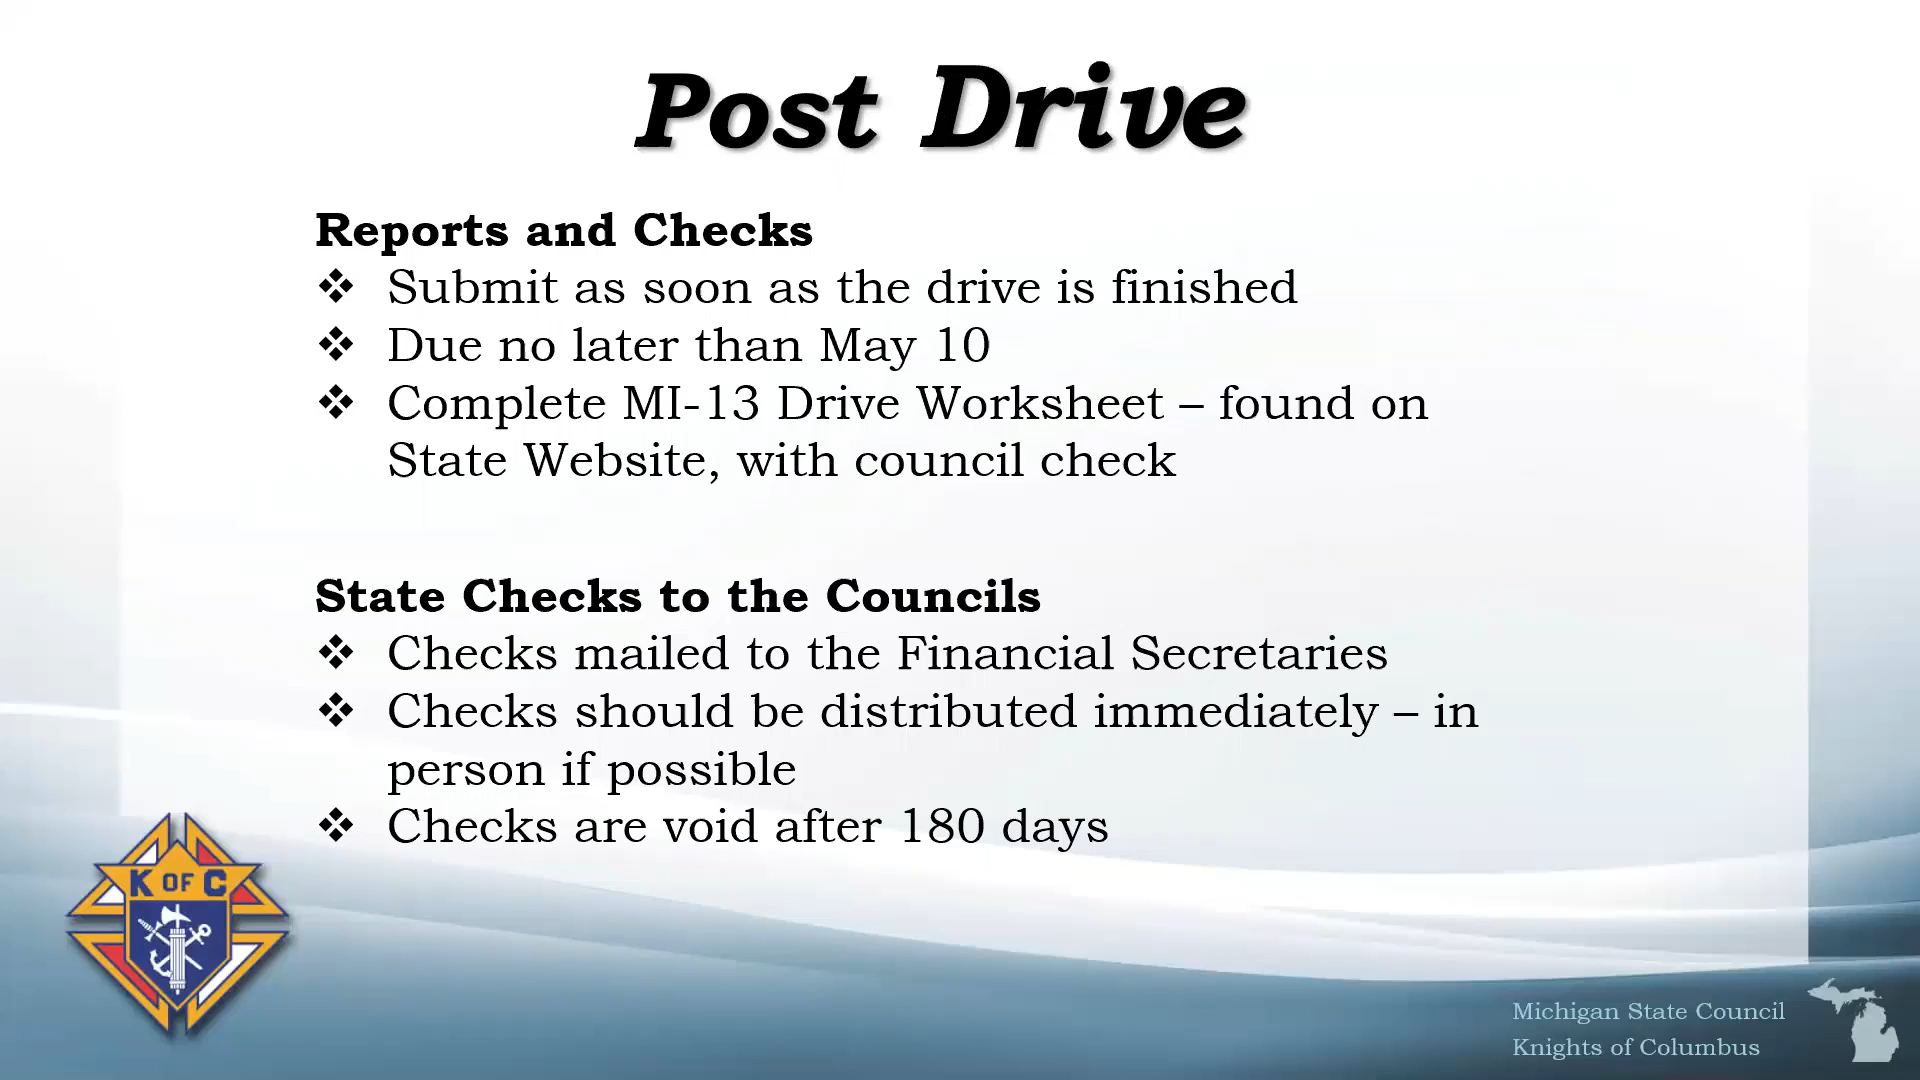 Post Drive
Reports and Checks
❖ Submit as soon as the drive is finished
❖ Due no later than May 10
❖ Complete MI-13 Drive Worksheet – found on
State Website, with council check
State Checks to the Councils
❖ Checks mailed to the Financial Secretaries
❖ Checks should be distributed immediately – in
person if possible
❖ Checks are void after 180 days
K OF C
Michigan State Council
Knights of Columbus